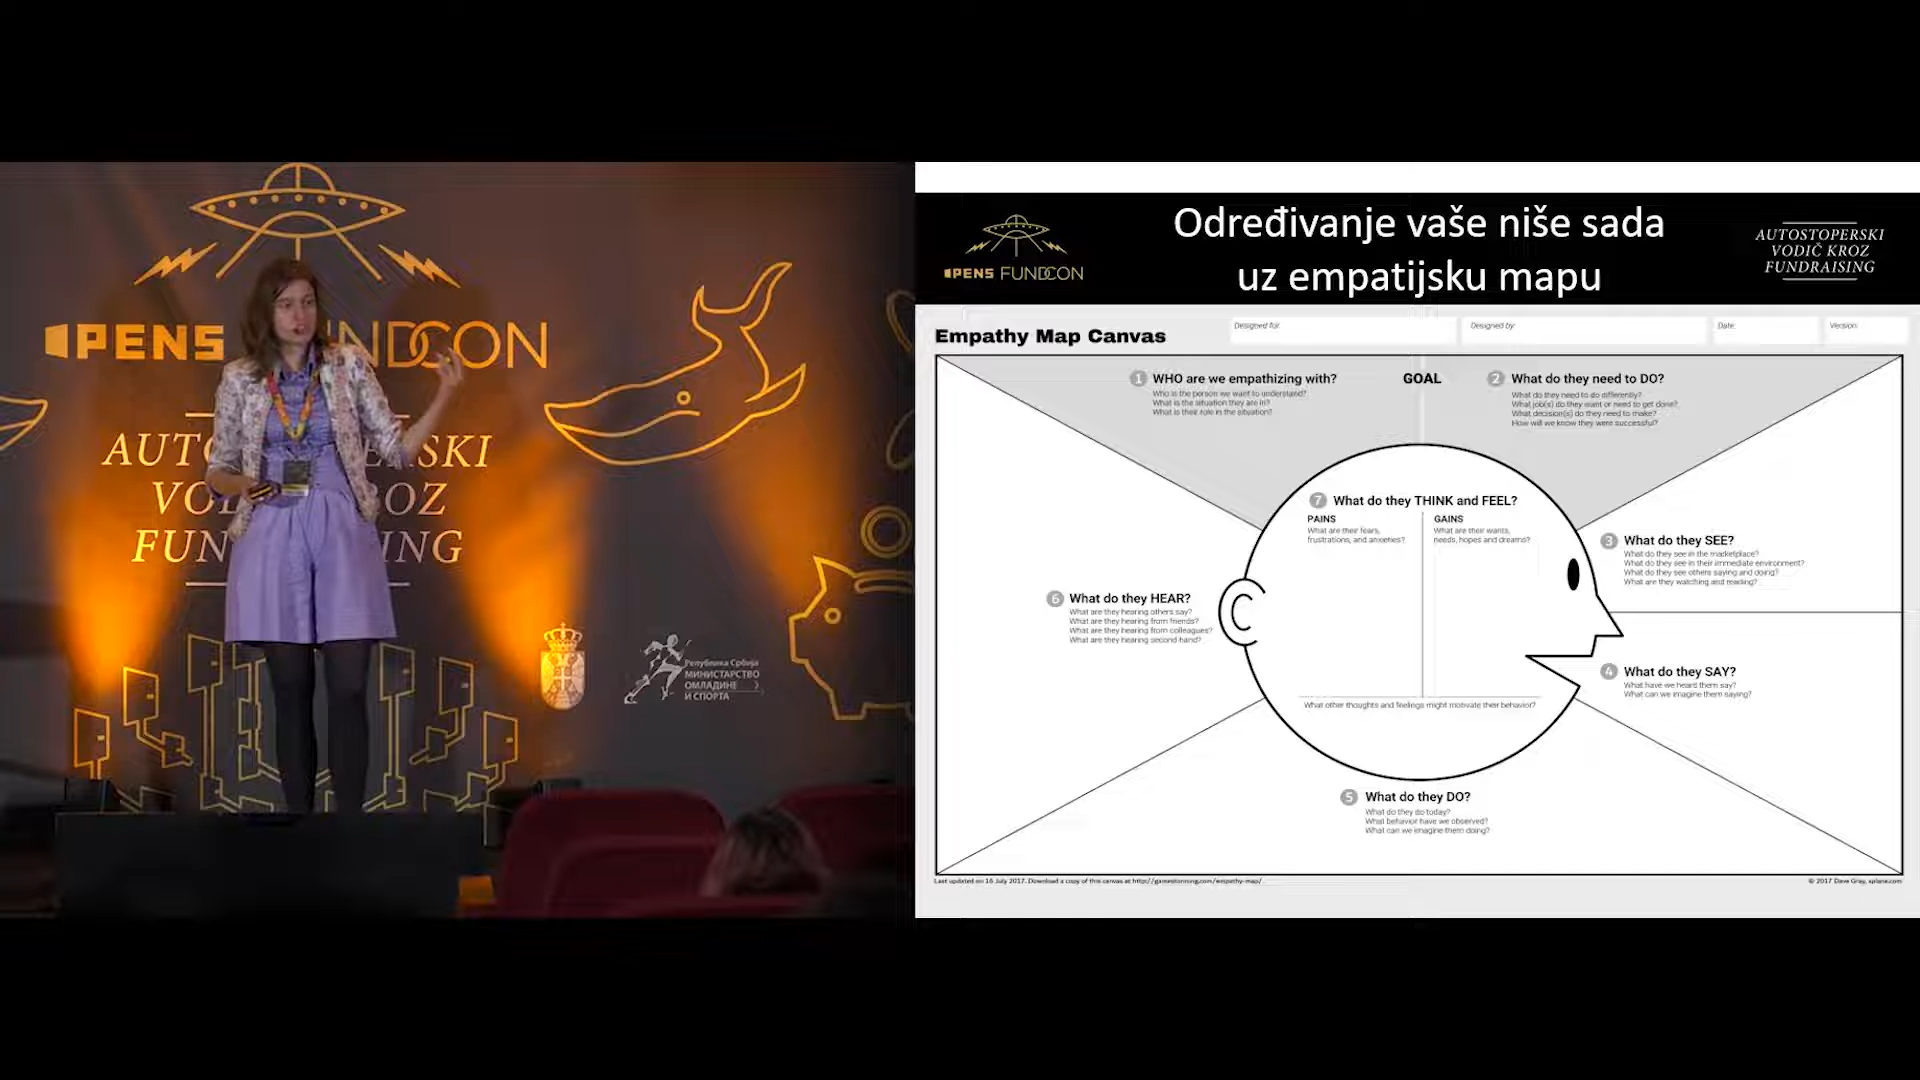 OPENS
NDCON
AUTO
ERSKI
VO
ROZ
FUN
ING
Република Србија
МИНИСТАРСТВО
ОМЛАДИНЕ
И СПОРТА
OPENS FUNDCON
Određivanje vaše niše sada
uz empatijsku mapu
AUTOSTOPERSKI
VODIČ KROZ
FUNDRAISING
Empathy Map Canvas
Designed for:
Designed by:
Date:
Version:
1 WHO are we empathizing with?
Who is the person we want to understand?
What is the situation they are in?
What is their role in the situation?
GOAL
2 What do they need to DO?
What do they need to do differently?
What job(s) do they want or need to get done?
What decision(s) do they need to make?
How will we know they were successful?
7 What do they THINK and FEEL?
PAINS
What are their fears,
frustrations, and anxieties?
GAINS
What are their wants,
needs, hopes and dreams?
3 What do they SEE?
What do they see in the marketplace?
What do they see in their immediate environment?
What do they see others saying and doing?
What are they watching and reading?
6 What do they HEAR?
What are they hearing others say?
What are they hearing from friends?
What are they hearing from colleagues?
What are they hearing second-hand?
4 What do they SAY?
What have we heard them say?
What can we imagine them saying?
What other thoughts and feelings might motivate their behavior?
5 What do they DO?
What do they do today?
What behavior have we observed?
What can we imagine them doing?
Last updated on 16 July 2017. Download a copy of this canvas at http://gamestorming.com/empathy-map/
© 2017 Dave Gray, xplane.com